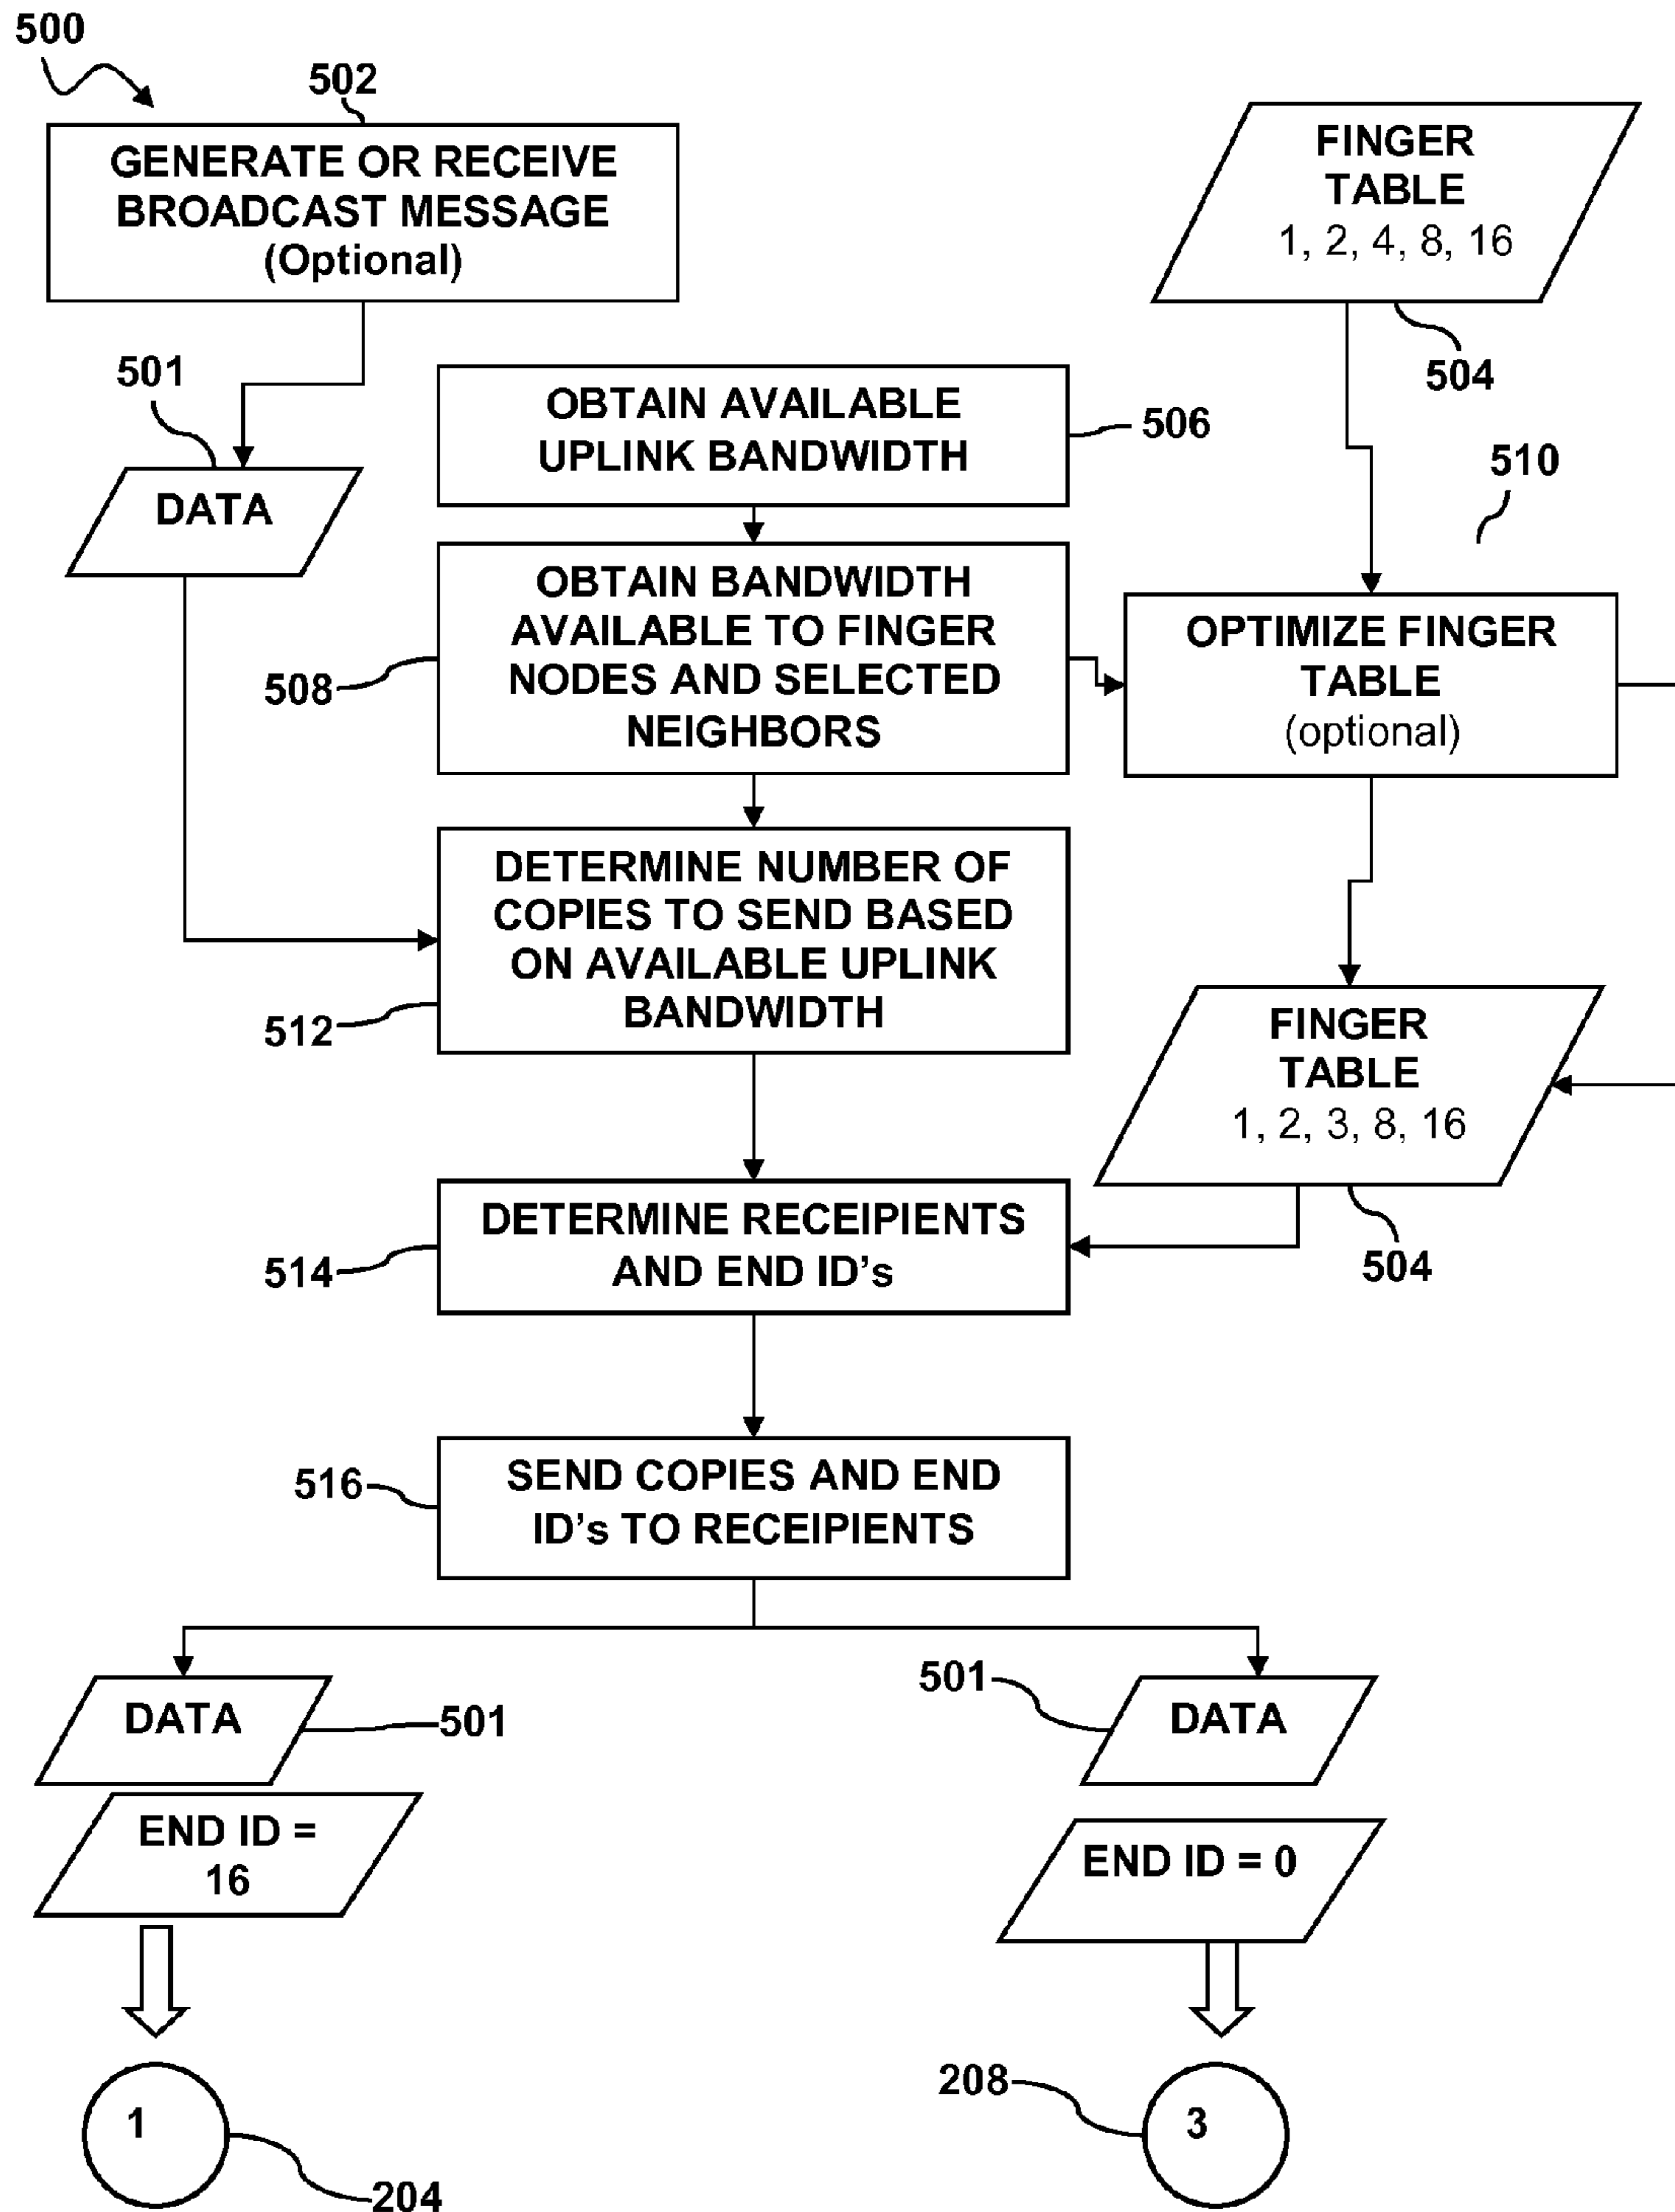 500
502
GENERATE OR RECEIVE
BROADCAST MESSAGE
(Optional)
FINGER
TABLE
1, 2, 4, 8, 16
504
501
DATA
OBTAIN AVAILABLE
UPLINK BANDWIDTH
506
510
OBTAIN BANDWIDTH
AVAILABLE TO FINGER
NODES AND SELECTED
NEIGHBORS
508
OPTIMIZE FINGER
TABLE
(optional)
DETERMINE NUMBER OF
COPIES TO SEND BASED
ON AVAILABLE UPLINK
BANDWIDTH
512
FINGER
TABLE
1, 2, 3, 8, 16
504
DETERMINE RECEIPIENTS
AND END ID's
514
516
SEND COPIES AND END
ID's TO RECEIPIENTS
DATA
501
END ID =
16
501
DATA
END ID = 0
1
204
208
3